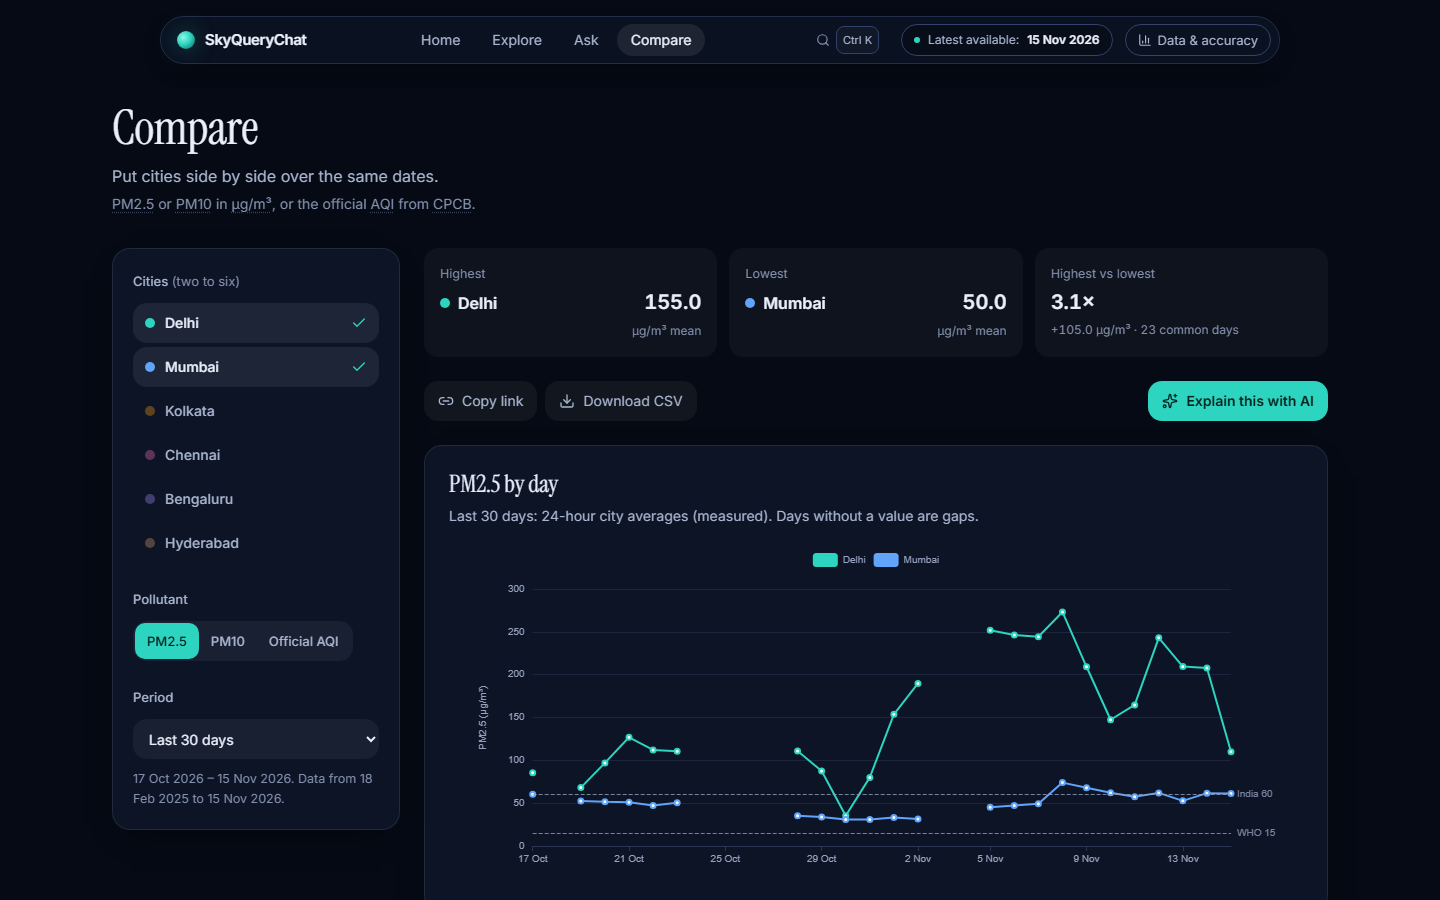 SkyQueryChat
Home
Explore
Ask
Compare
Ctrl K
Latest available: 15 Nov 2026
Data & accuracy
Compare
Put cities side by side over the same dates.
PM2.5 or PM10 in µg/m³, or the official AQI from CPCB.
Cities (two to six)
Delhi
Mumbai
Kolkata
Chennai
Bengaluru
Hyderabad
Pollutant
PM2.5
PM10
Official AQI
Period
Last 30 days
17 Oct 2026 – 15 Nov 2026. Data from 18
Feb 2025 to 15 Nov 2026.
Highest
Delhi
155.0
µg/m³ mean
Lowest
Mumbai
50.0
µg/m³ mean
Highest vs lowest
3.1×
+105.0 µg/m³ · 23 common days
Copy link
Download CSV
Explain this with AI
PM2.5 by day
Last 30 days: 24-hour city averages (measured). Days without a value are gaps.
Delhi
Mumbai
PM2.5 (µg/m³)
300
250
200
150
100
50
0
India 60
WHO 15
17 Oct
21 Oct
25 Oct
29 Oct
2 Nov
5 Nov
9 Nov
13 Nov